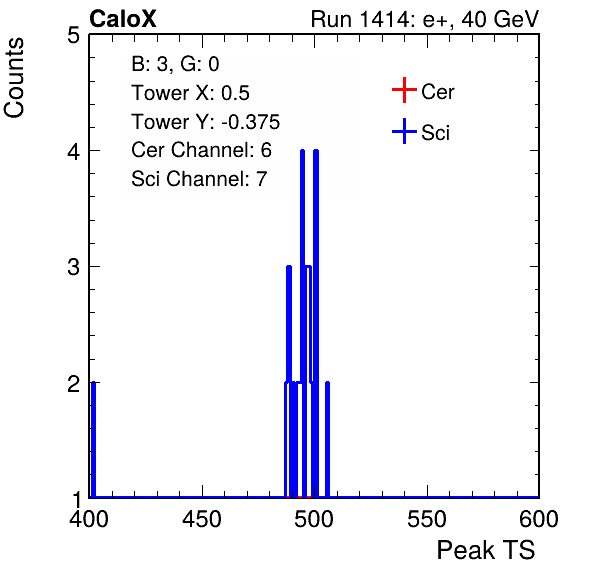 CaloX Run 1414: e+, 40 GeV
Counts
5
B: 3, G: 0
Tower X: 0.5
Tower Y: -0.375
Cer Channel: 6
Sci Channel: 7
Cer
Sci
4
3
2
1
400 450 500 550 600
Peak TS